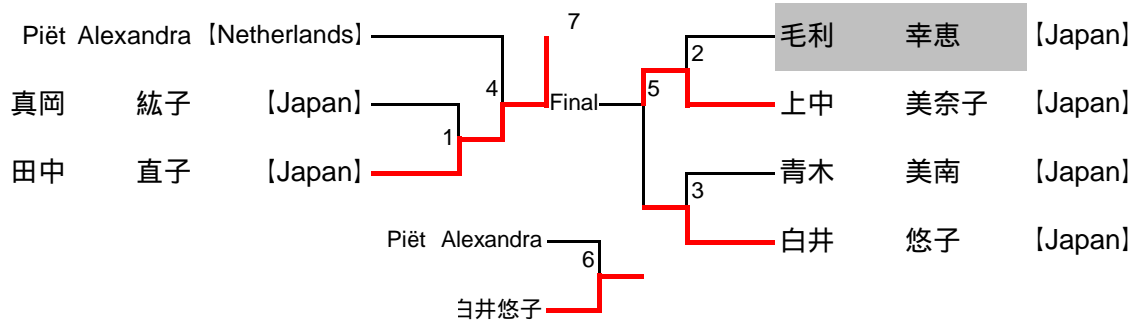 7
Piët Alexandra 【Netherlands】
毛利 幸恵 【Japan】
2
4
5
真岡 紘子 【Japan】
Final
上中 美奈子 【Japan】
1
田中 直子 【Japan】
青木 美南 【Japan】
3
Piët Alexandra
白井 悠子 【Japan】
6
白井悠子